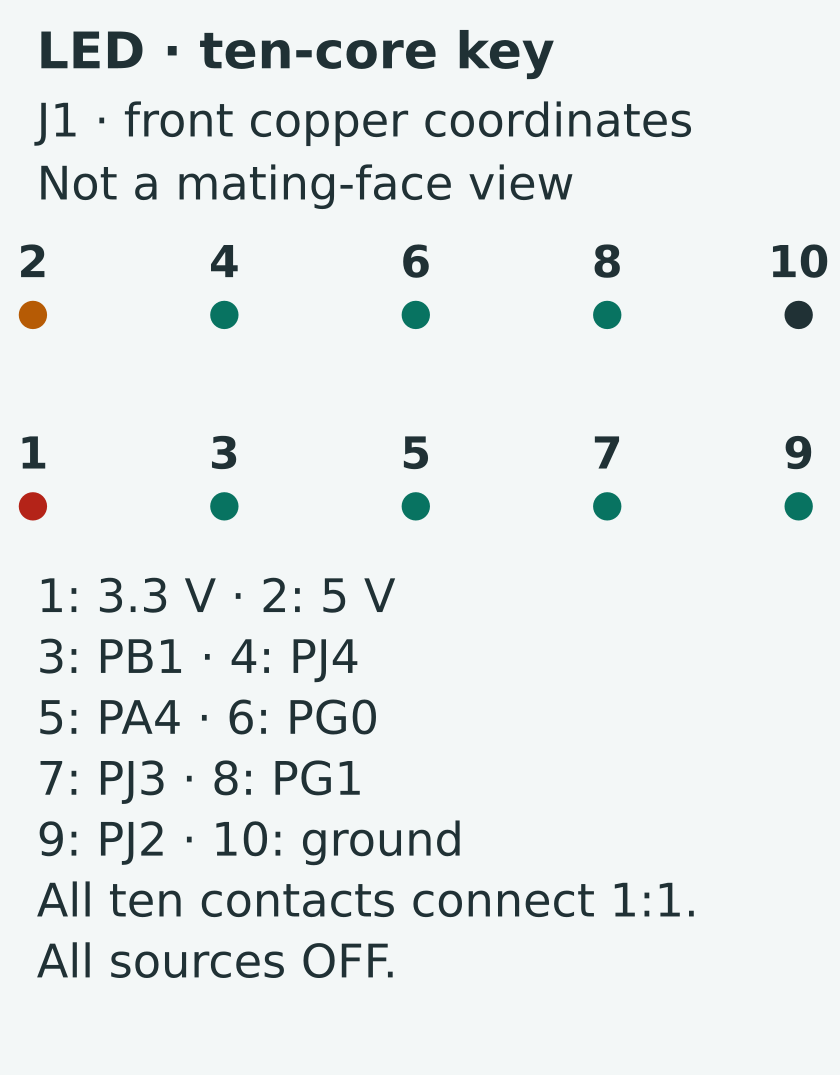 LED · ten-core key
J1 · front copper coordinates
Not a mating-face view
2 4 6 8 10
1 3 5 7 9
1: 3.3 V · 2: 5 V
3: PB1 · 4: PJ4
5: PA4 · 6: PG0
7: PJ3 · 8: PG1
9: PJ2 · 10: ground
All ten contacts connect 1:1.
All sources OFF.